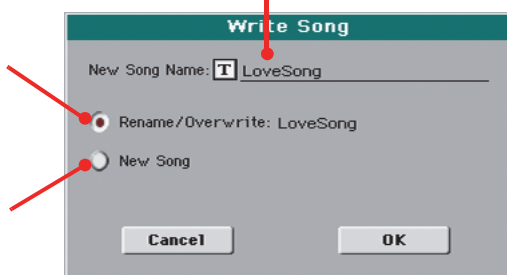 Write Song
New Song Name: T LoveSong
Rename/Overwrite: LoveSong
New Song
Cancel OK